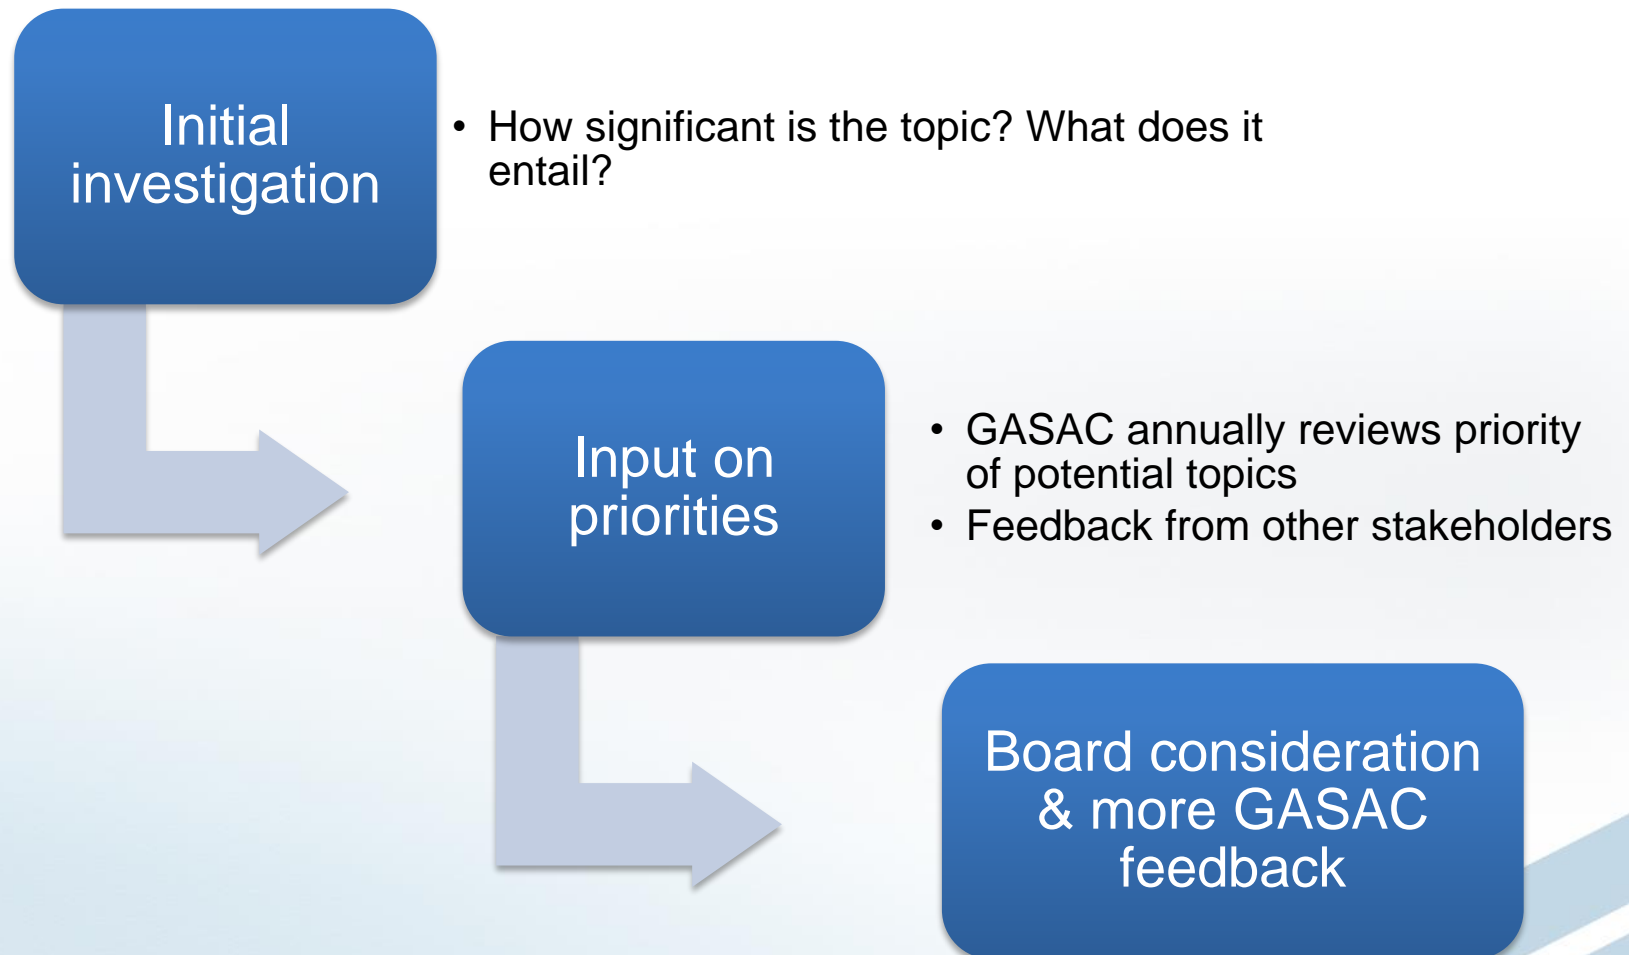 Initial
investigation
• How significant is the topic? What does it
entail?
Input on
priorities
• GASAC annually reviews priority
of potential topics
• Feedback from other stakeholders
Board consideration
& more GASAC
feedback